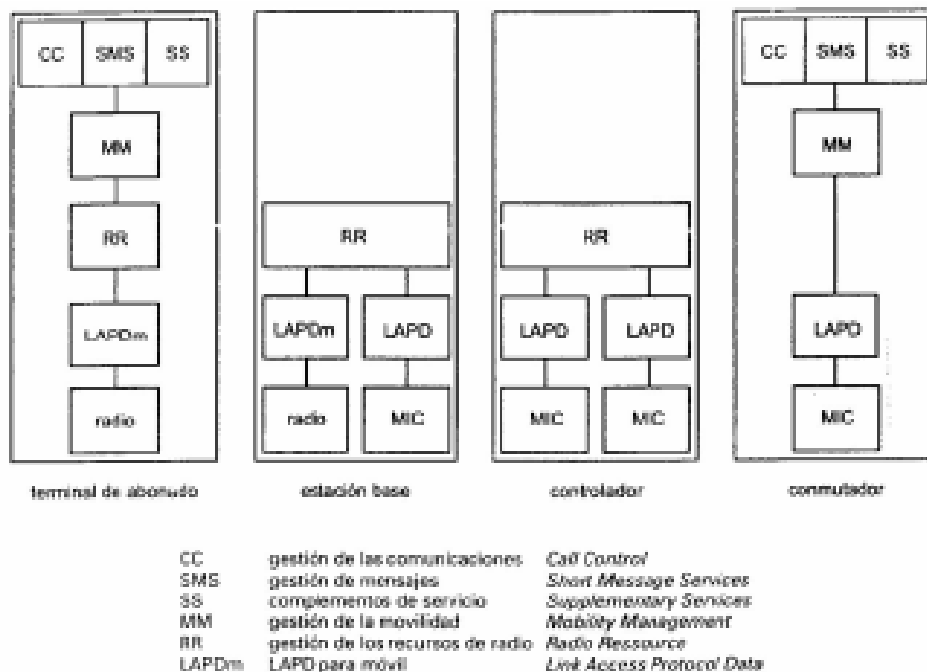 CC SMS SS
MM
RR
LAPDm
radio
terminal de abonudo
RR
LAPDm LAPD
radio MIC
estación base
RR
LAPD LAPD
MIC MIC
controlador
CC SMS SS
MM
LAPD
MIC
conmutador
CC gestión de las comunicaciones Call Control
SMS gestión de mensajes Short Message Services
SS complementos de servicio Supplementary Services
MM gestión de la movilidad Mobility Management
RR gestión de los recursos de radio Radio Ressource
LAPDm LAPD para móvil Link Access Protocol Data